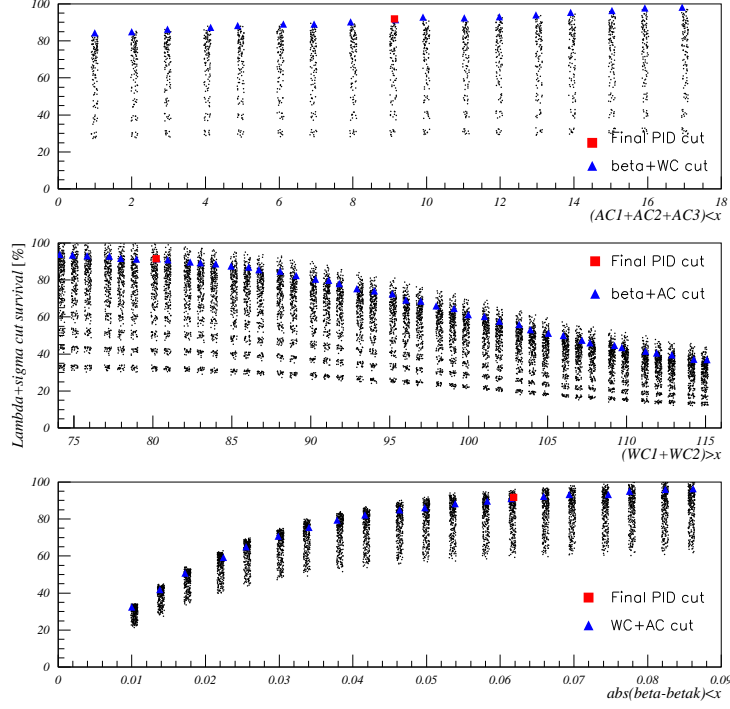 100
80
60
40
20
0
0 2 4 6 8 10 12 14 16 18
Final PID cut
beta+WC cut
(AC1+AC2+AC3)<x
Lambda+sigma cut survival [%]
100
80
60
40
20
0
75 80 85 90 95 100 105 110 115
Final PID cut
beta+AC cut
(WC1+WC2)>x
100
80
60
40
20
0
0 0.01 0.02 0.03 0.04 0.05 0.06 0.07 0.08 0.09
Final PID cut
WC+AC cut
abs(beta-betak)<x